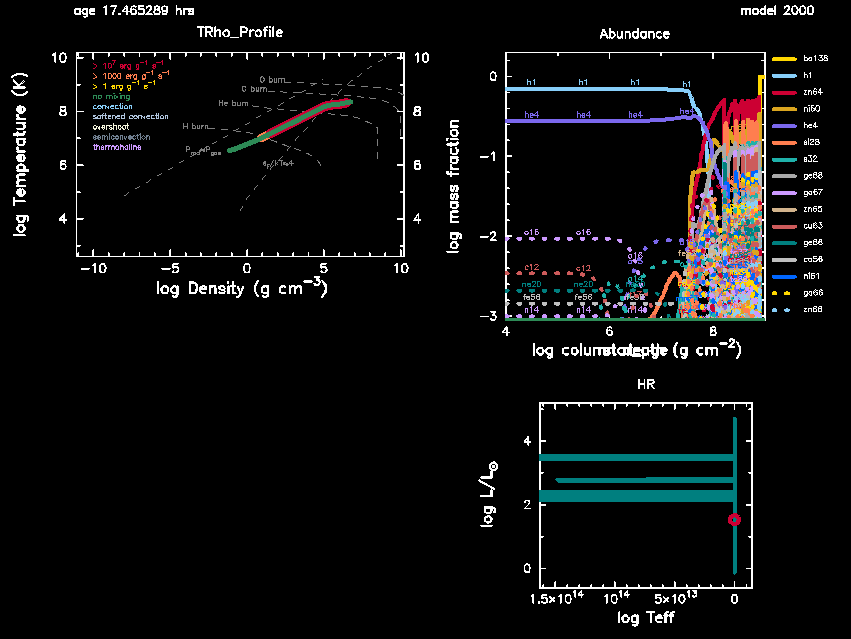 age 17.465289 hrs
model 2000
TRho_Profile
log Temperature (K)
10
8
6
4
10
8
6
4
> 10⁷ erg g⁻¹ s⁻¹
> 1000 erg g⁻¹ s⁻¹
> 1 erg g⁻¹ s⁻¹
no mixing
convection
softened convection
overshoot
semiconvection
thermohaline
O burn
C burn
He burn
H burn
−10
−5
0
5
10
log Density (g cm⁻³)
Abundance
log mass fraction
0
−1
−2
−3
h1
h1
h1
h1
he4
he4
he4
he4
o16
o16
o16
c12
c12
ne20
ne20
fe56
fe56
n14
n14
n14
4
6
8
ba138
h1
zn64
ni60
he4
si28
s32
ge68
ga67
zn65
cu63
ge66
co56
ni61
ga66
zn66
HR
log L/L☉
4
2
0
1.5×10¹⁴
10¹⁴
5×10¹³
0
log Teff